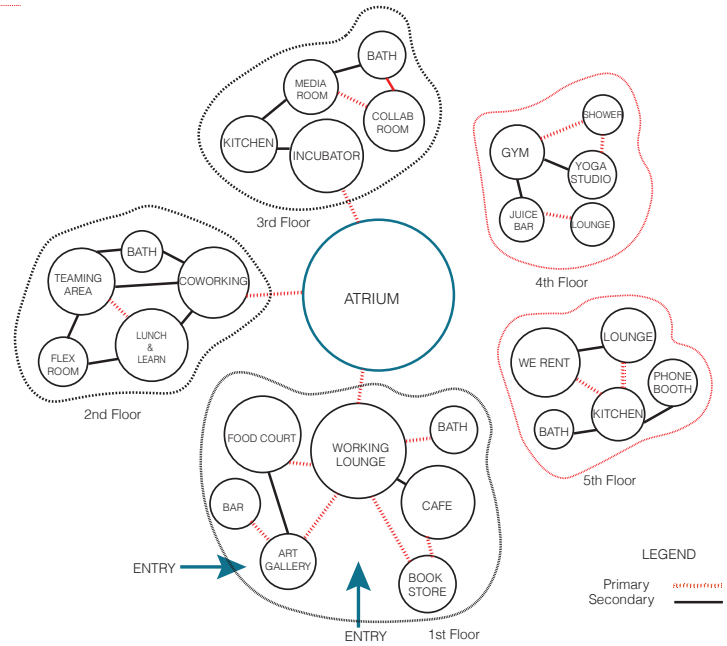 BATH
MEDIA
ROOM
COLLAB
ROOM
KITCHEN
INCUBATOR
3rd Floor
SHOWER
GYM
YOGA
STUDIO
JUICE
BAR
LOUNGE
4th Floor
BATH
TEAMING
AREA
COWORKING
LUNCH
&
LEARN
FLEX
ROOM
2nd Floor
ATRIUM
LOUNGE
WE RENT
PHONE
BOOTH
KITCHEN
BATH
5th Floor
FOOD COURT
WORKING
LOUNGE
BATH
BAR
CAFE
ART
GALLERY
BOOK
STORE
ENTRY
ENTRY
1st Floor
LEGEND
Primary
Secondary